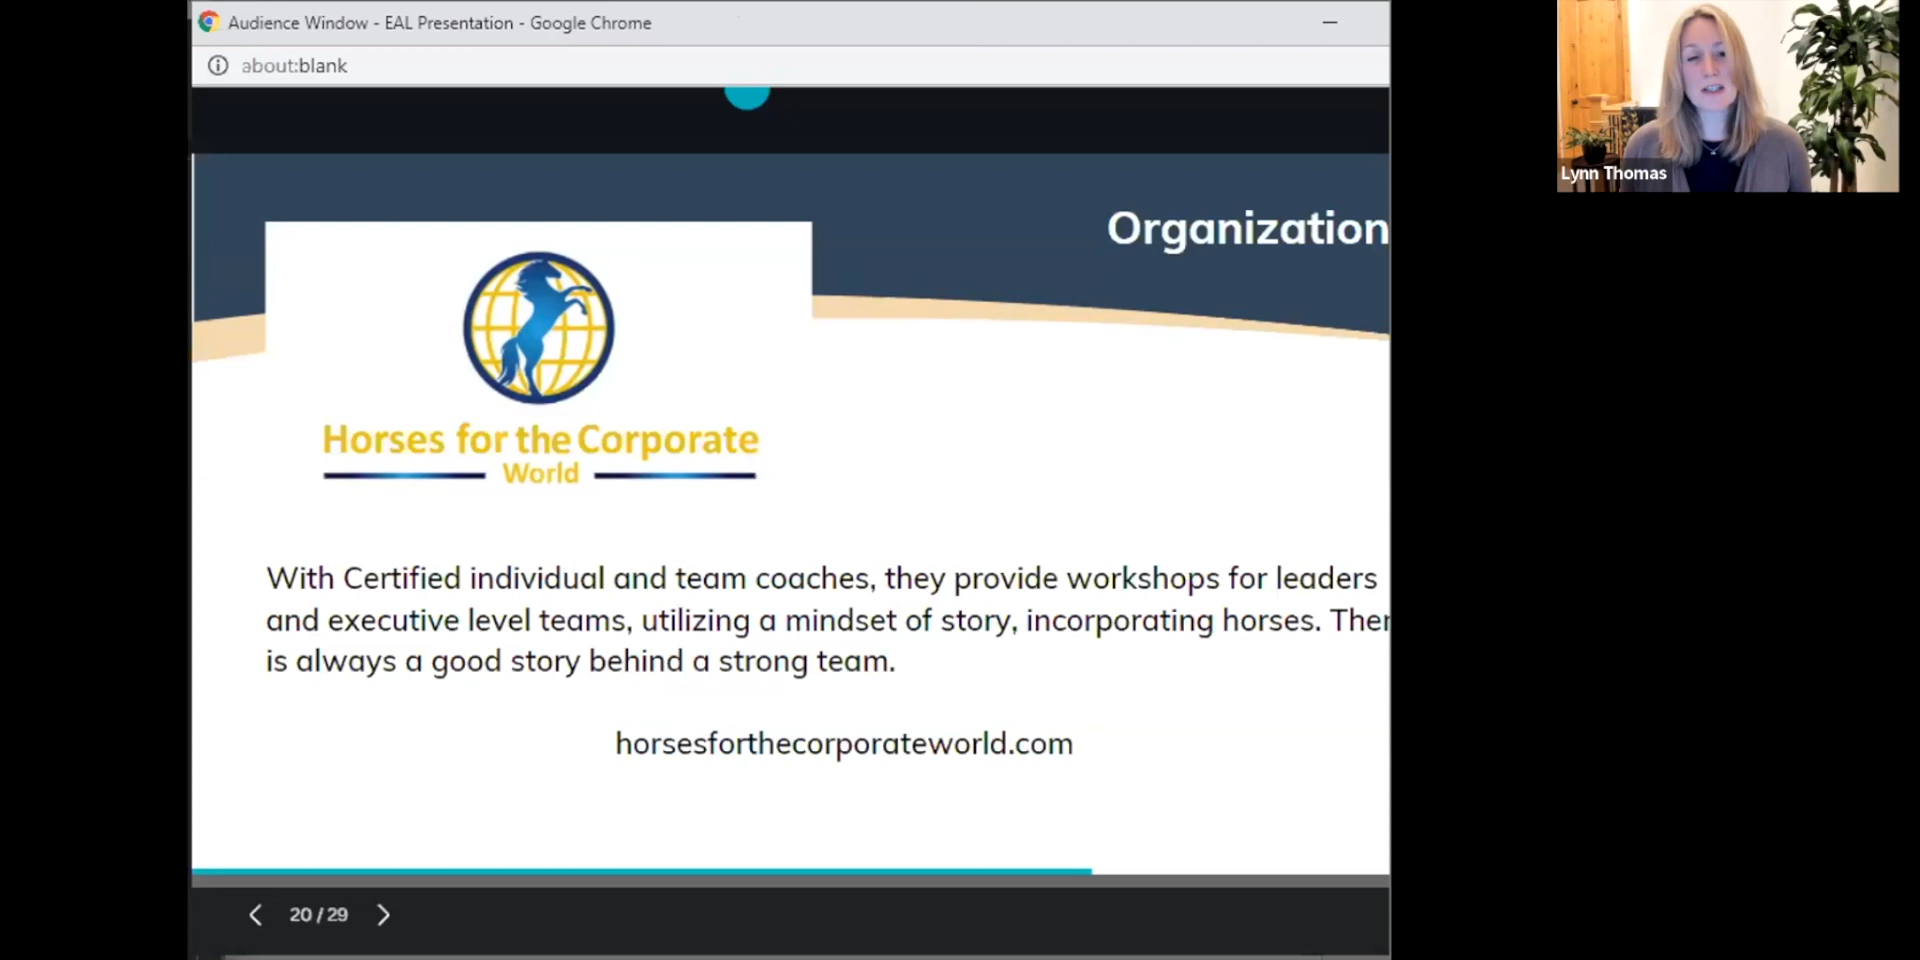 Audience Window - EAL Presentation - Google Chrome
about:blank
Lynn Thomas
Organization
Horses for the Corporate
World
With Certified individual and team coaches, they provide workshops for leaders
and executive level teams, utilizing a mindset of story, incorporating horses. Ther
is always a good story behind a strong team.
horsesforthecorporateworld.com
20 / 29